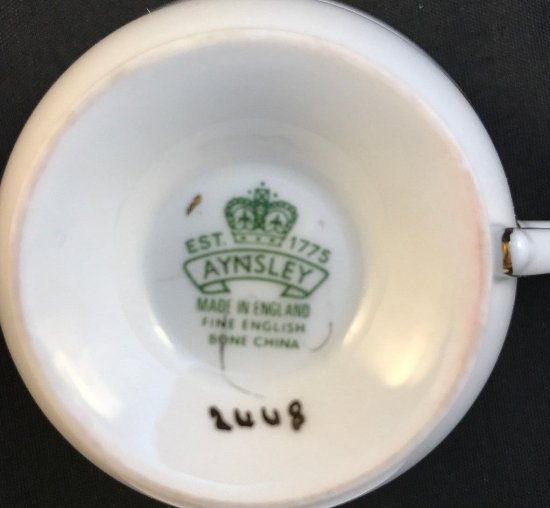 EST. 1775
AYNSLEY
MADE IN ENGLAND
FINE ENGLISH
BONE CHINA
2448